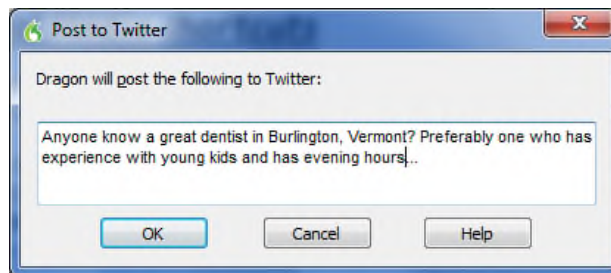 Post to Twitter
Dragon will post the following to Twitter:
Anyone know a great dentist in Burlington, Vermont? Preferably one who has
experience with young kids and has evening hours...
OK Cancel Help